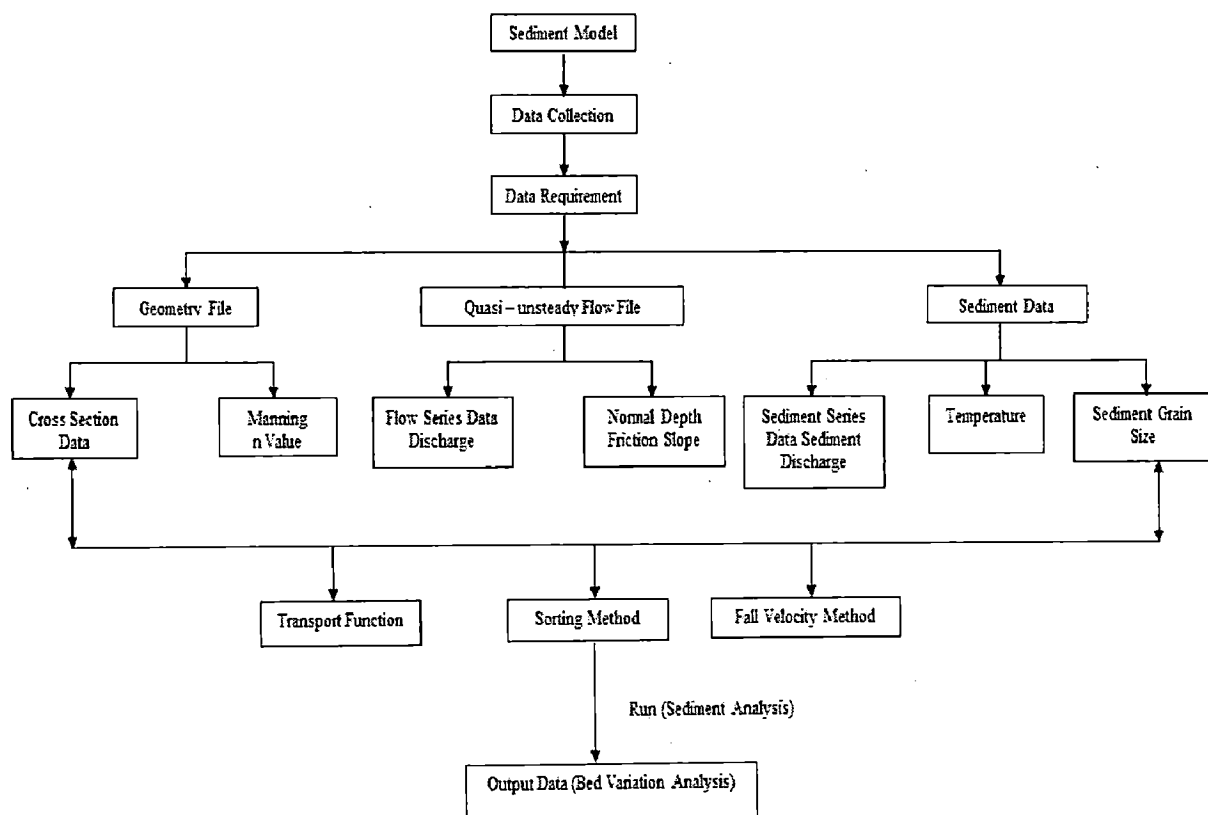 Sediment Model
Data Collection
Data Requirement
Geometry File
Quasi – unsteady Flow File
Sediment Data
Cross Section
Data
Manning
n Value
Flow Series Data
Discharge
Normal Depth
Friction Slope
Sediment Series
Data Sediment
Discharge
Temperature
Sediment Grain
Size
Transport Function
Sorting Method
Fall Velocity Method
Run (Sediment Analysis)
Output Data (Bed Variation Analysis)